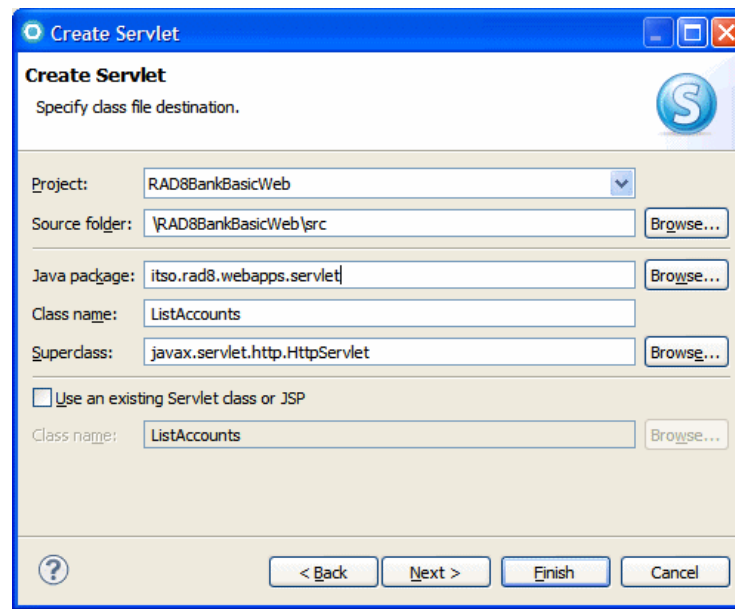 Create Servlet
Create Servlet
Specify class file destination.
S
Project: RAD8BankBasicWeb
Source folder: \RAD8BankBasicWeb\src Browse...
Java package: itso.rad8.webapps.servlet Browse...
Class name: ListAccounts
Superclass: javax.servlet.http.HttpServlet Browse...
Use an existing Servlet class or JSP
Class name: ListAccounts Browse...
? < Back Next > Finish Cancel